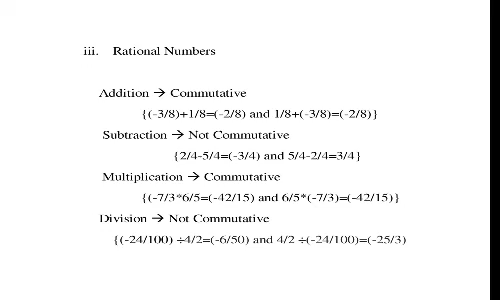 iii. Rational Numbers
Addition → Commutative
{(-3/8)+1/8=(-2/8) and 1/8+(-3/8)=(-2/8)}
Subtraction → Not Commutative
{2/4-5/4=(-3/4) and 5/4-2/4=3/4}
Multiplication → Commutative
{(-7/3*6/5=(-42/15) and 6/5*(-7/3)=(-42/15)}
Division → Not Commutative
{(-24/100) ÷4/2=(-6/50) and 4/2 ÷(-24/100)=(-25/3)